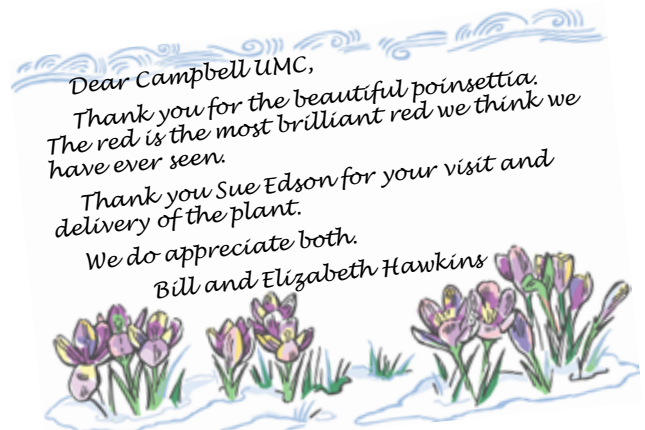 Dear Campbell UMC,
Thank you for the beautiful poinsettia.
The red is the most brilliant red we think we
have ever seen.
Thank you Sue Edson for your visit and
delivery of the plant.
We do appreciate both.
Bill and Elizabeth Hawkins